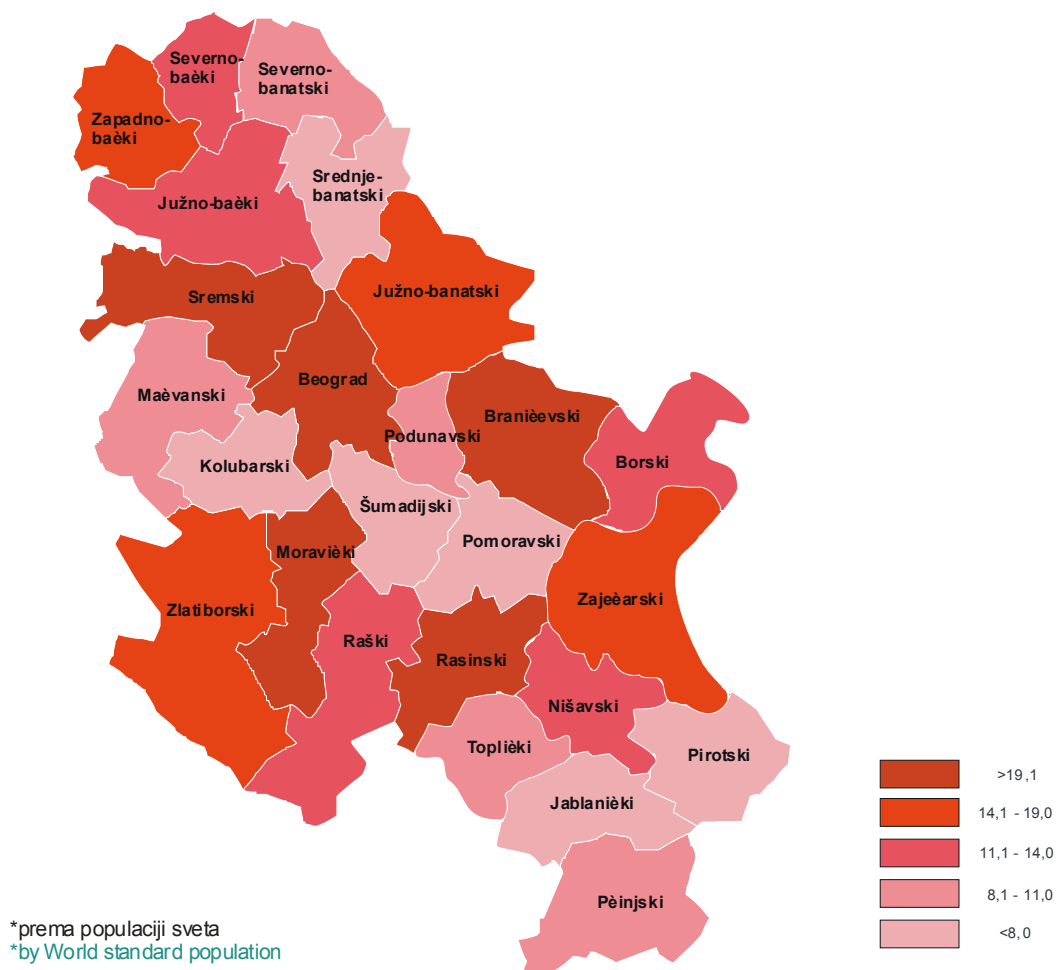 Severno-
baèki
Severno-
banatski
Zapadno-
baèki
Srednje-
banatski
Južno-baèki
Sremski
Južno-banatski
Beograd
Maèvanski
Podunavski
Branièevski
Kolubarski
Borski
Šumadijski
Pomoravski
Moravièki
Zlatiborski
Zajeèarski
Raški
Rasinski
Nišavski
Toplièki
Pirotski
Jablanièki
Pèinjski
>19,1
14,1 - 19,0
11,1 - 14,0
8,1 - 11,0
<8,0
*prema populaciji sveta
*by World standard population